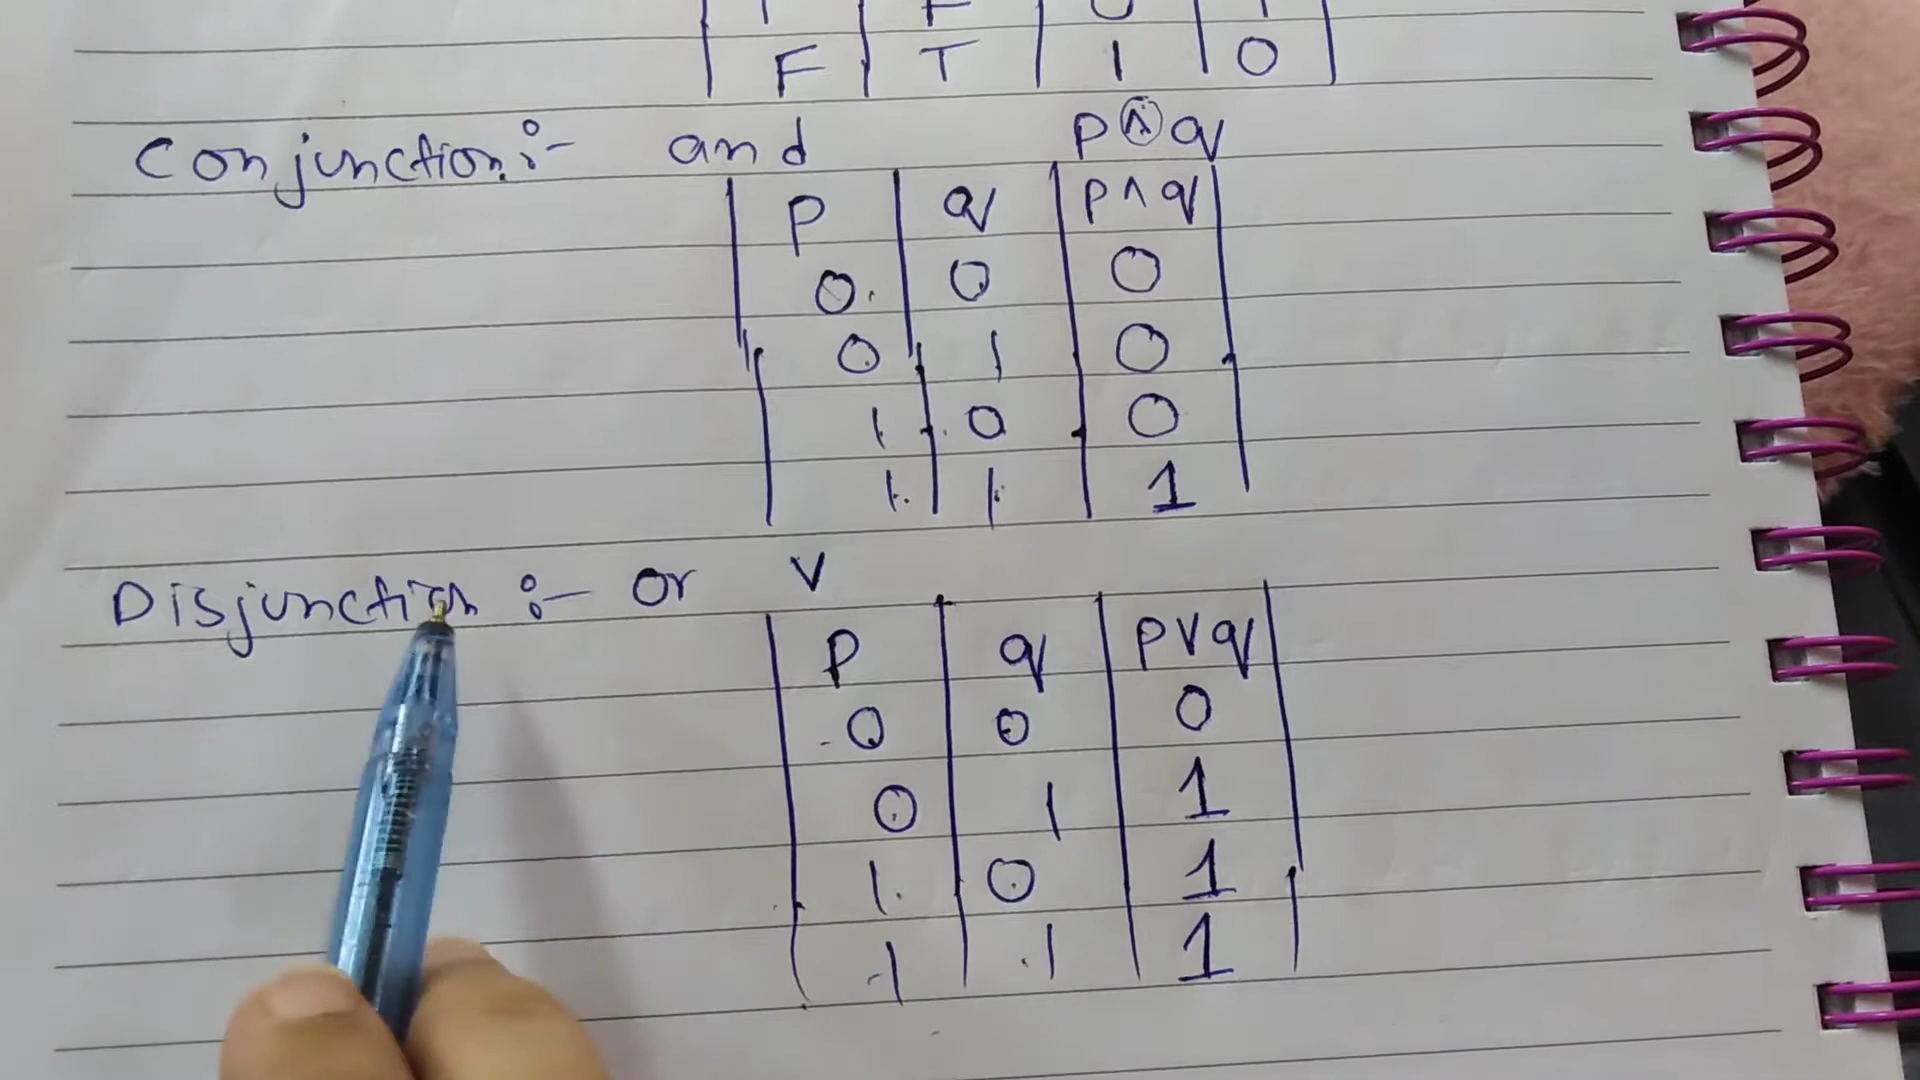 F T 1 0
Conjunction :- and p ∧ q
p q p ∧ q
0 0 0
0 1 0
1 0 0
1 1 1
Disjunction :- or ∨
p q p ∨ q
0 0 0
0 1 1
1 0 1
1 1 1